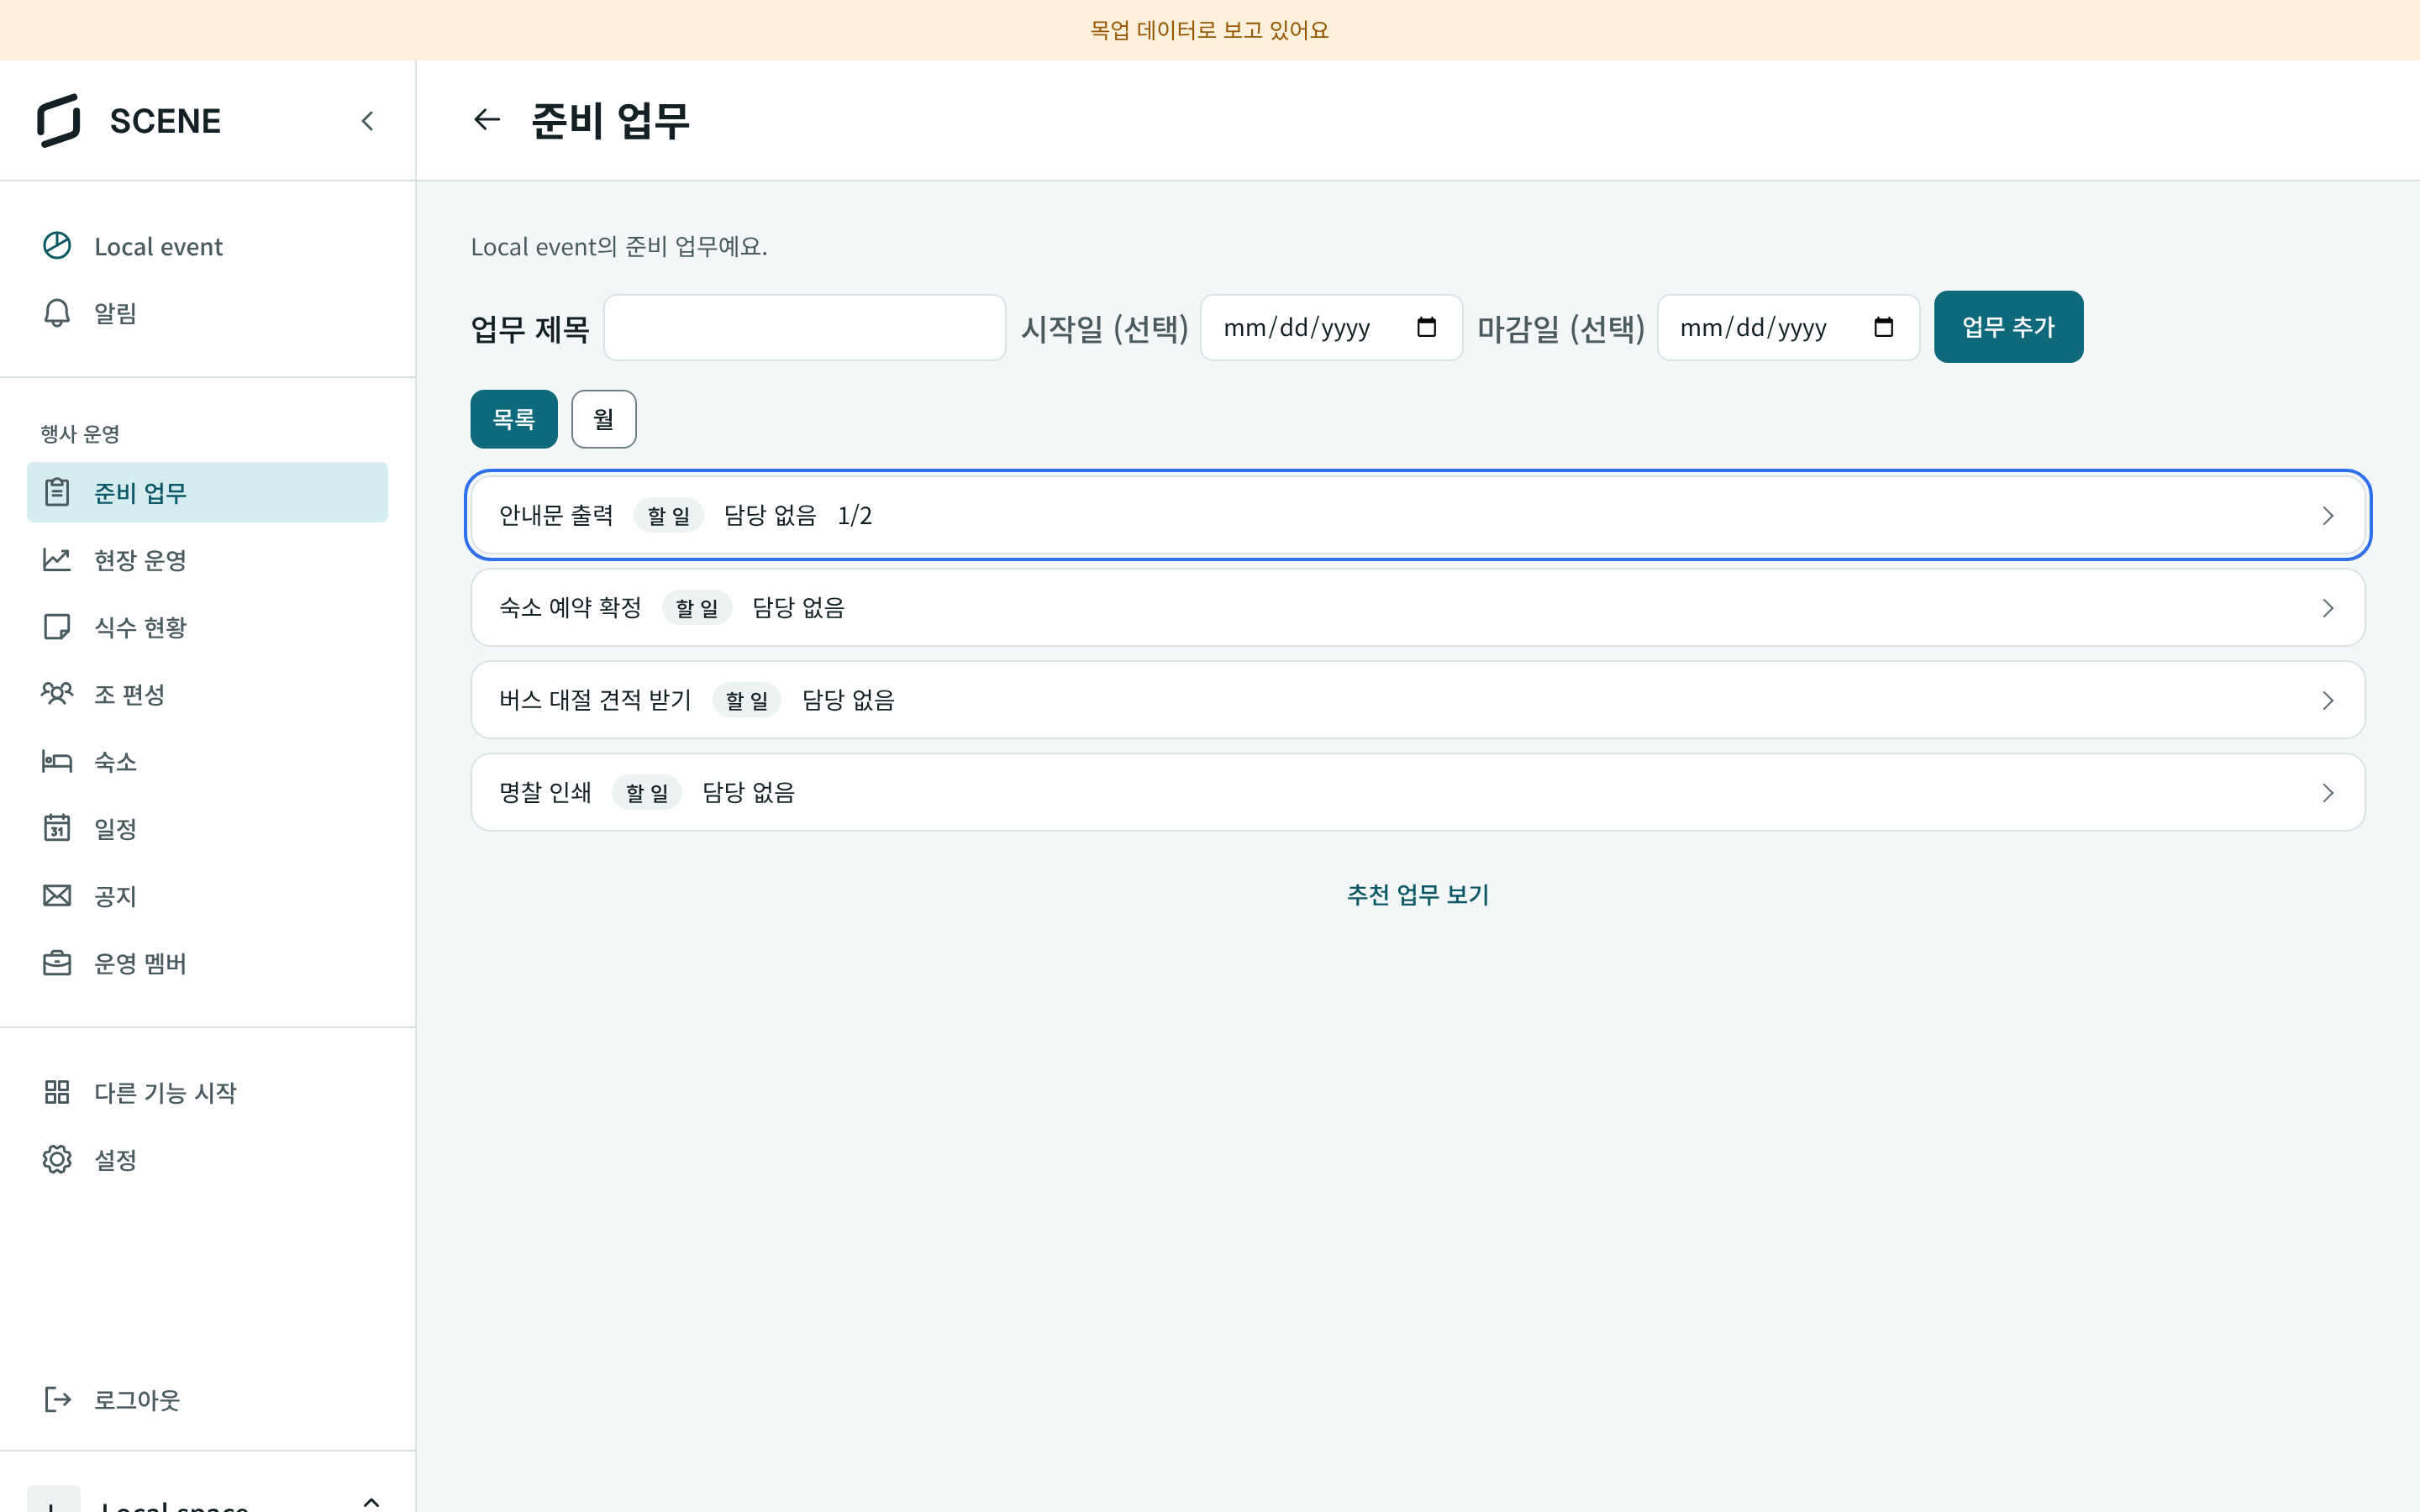 목업 데이터로 보고 있어요
SCENE
준비 업무
Local event
알림
행사 운영
준비 업무
현장 운영
식수 현황
조 편성
숙소
일정
31
공지
운영 멤버
다른 기능 시작
설정
로그아웃
L Local space
Local event의 준비 업무예요.
업무 제목 시작일 (선택) mm/dd/yyyy 마감일 (선택) mm/dd/yyyy 업무 추가
목록 월
안내문 출력 할 일 담당 없음 1/2
숙소 예약 확정 할 일 담당 없음
버스 대절 견적 받기 할 일 담당 없음
명찰 인쇄 할 일 담당 없음
추천 업무 보기